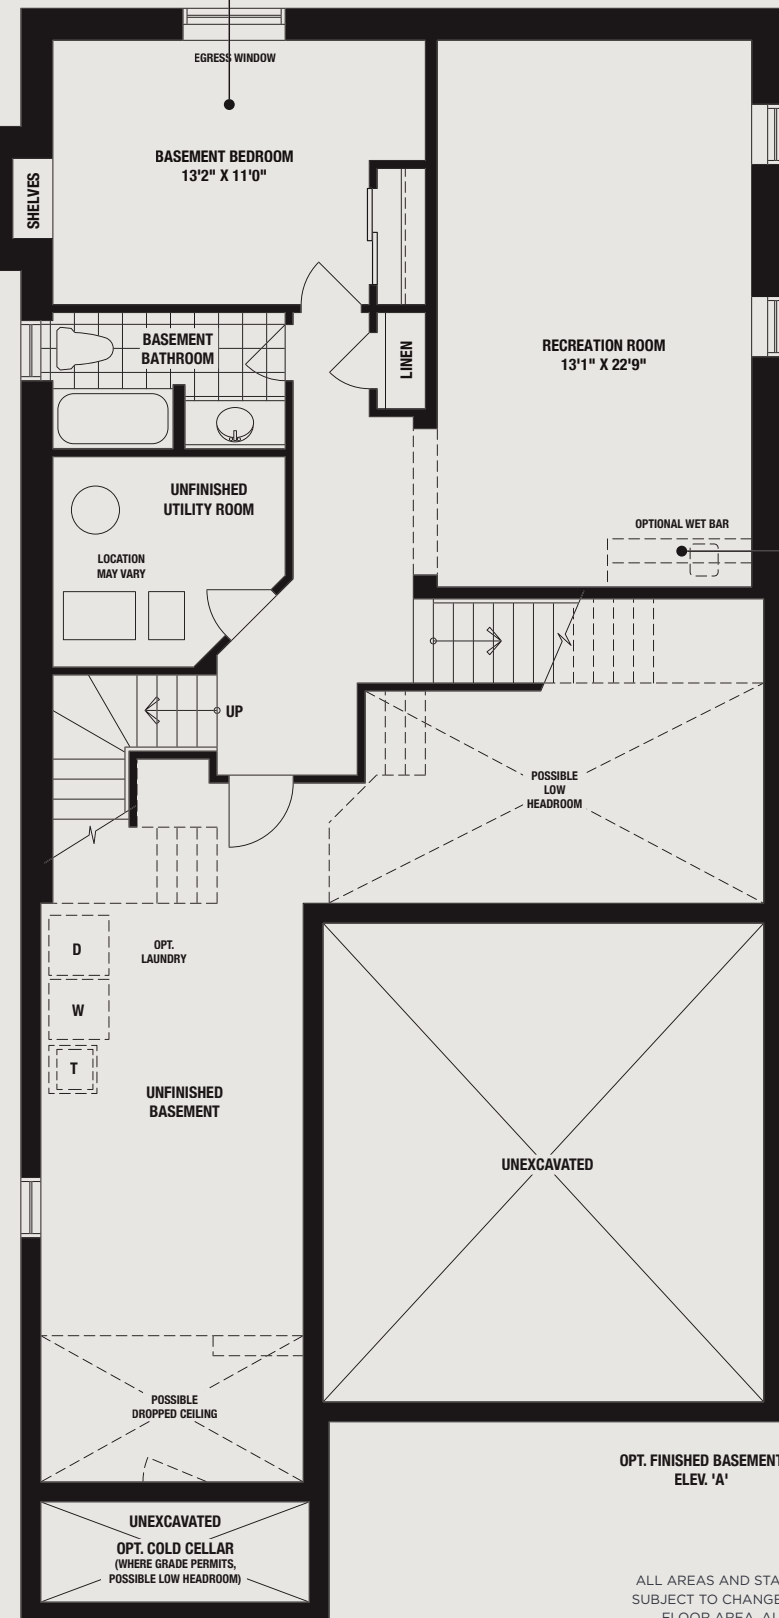 EGRESS WINDOW
BASEMENT BEDROOM
13'2" X 11'0"
SHELVES
BASEMENT
BATHROOM
LINEN
RECREATION ROOM
13'1" X 22'9"
UNFINISHED
UTILITY ROOM
OPTIONAL WET BAR
LOCATION
MAY VARY
UP
POSSIBLE
LOW
HEADROOM
D
OPT.
LAUNDRY
W
T
UNFINISHED
BASEMENT
UNEXCAVATED
POSSIBLE
DROPPED CEILING
OPT. FINISHED BASEMENT
ELEV. 'A'
UNEXCAVATED
OPT. COLD CELLAR
(WHERE GRADE PERMITS,
POSSIBLE LOW HEADROOM)
ALL AREAS AND STA
SUBJECT TO CHANGE
FLOOR AREA.